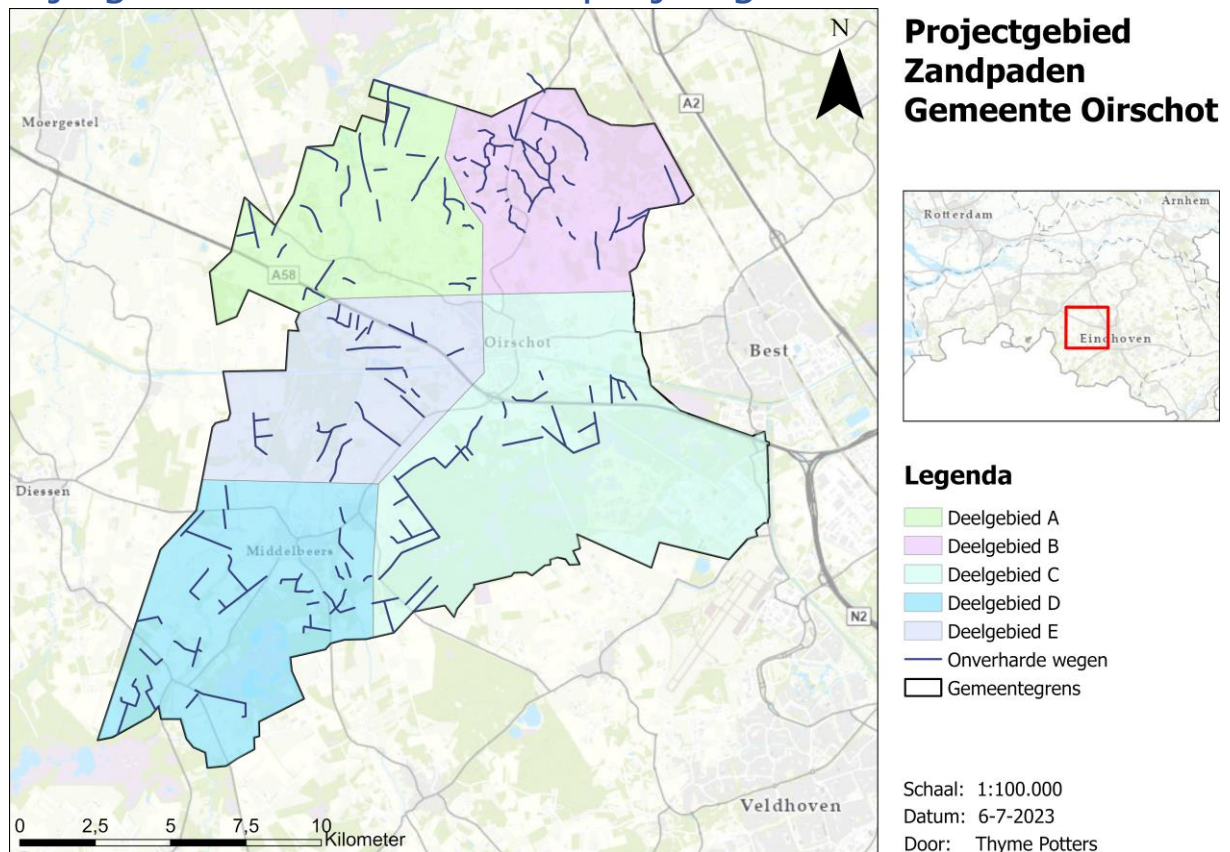 Projectgebied
Zandpaden
Gemeente Oirschot
N
A2
Moergestel
A58
Oirschot
Best
Diessen
Middelbeers
N2
Veldhoven
0 2,5 5 7,5 10
Kilometer
Rotterdam
Arnhem
Eindhoven
Legenda
Deelgebied A
Deelgebied B
Deelgebied C
Deelgebied D
Deelgebied E
Onverharde wegen
Gemeentegrens
Schaal: 1:100.000
Datum: 6-7-2023
Door: Thyme Potters